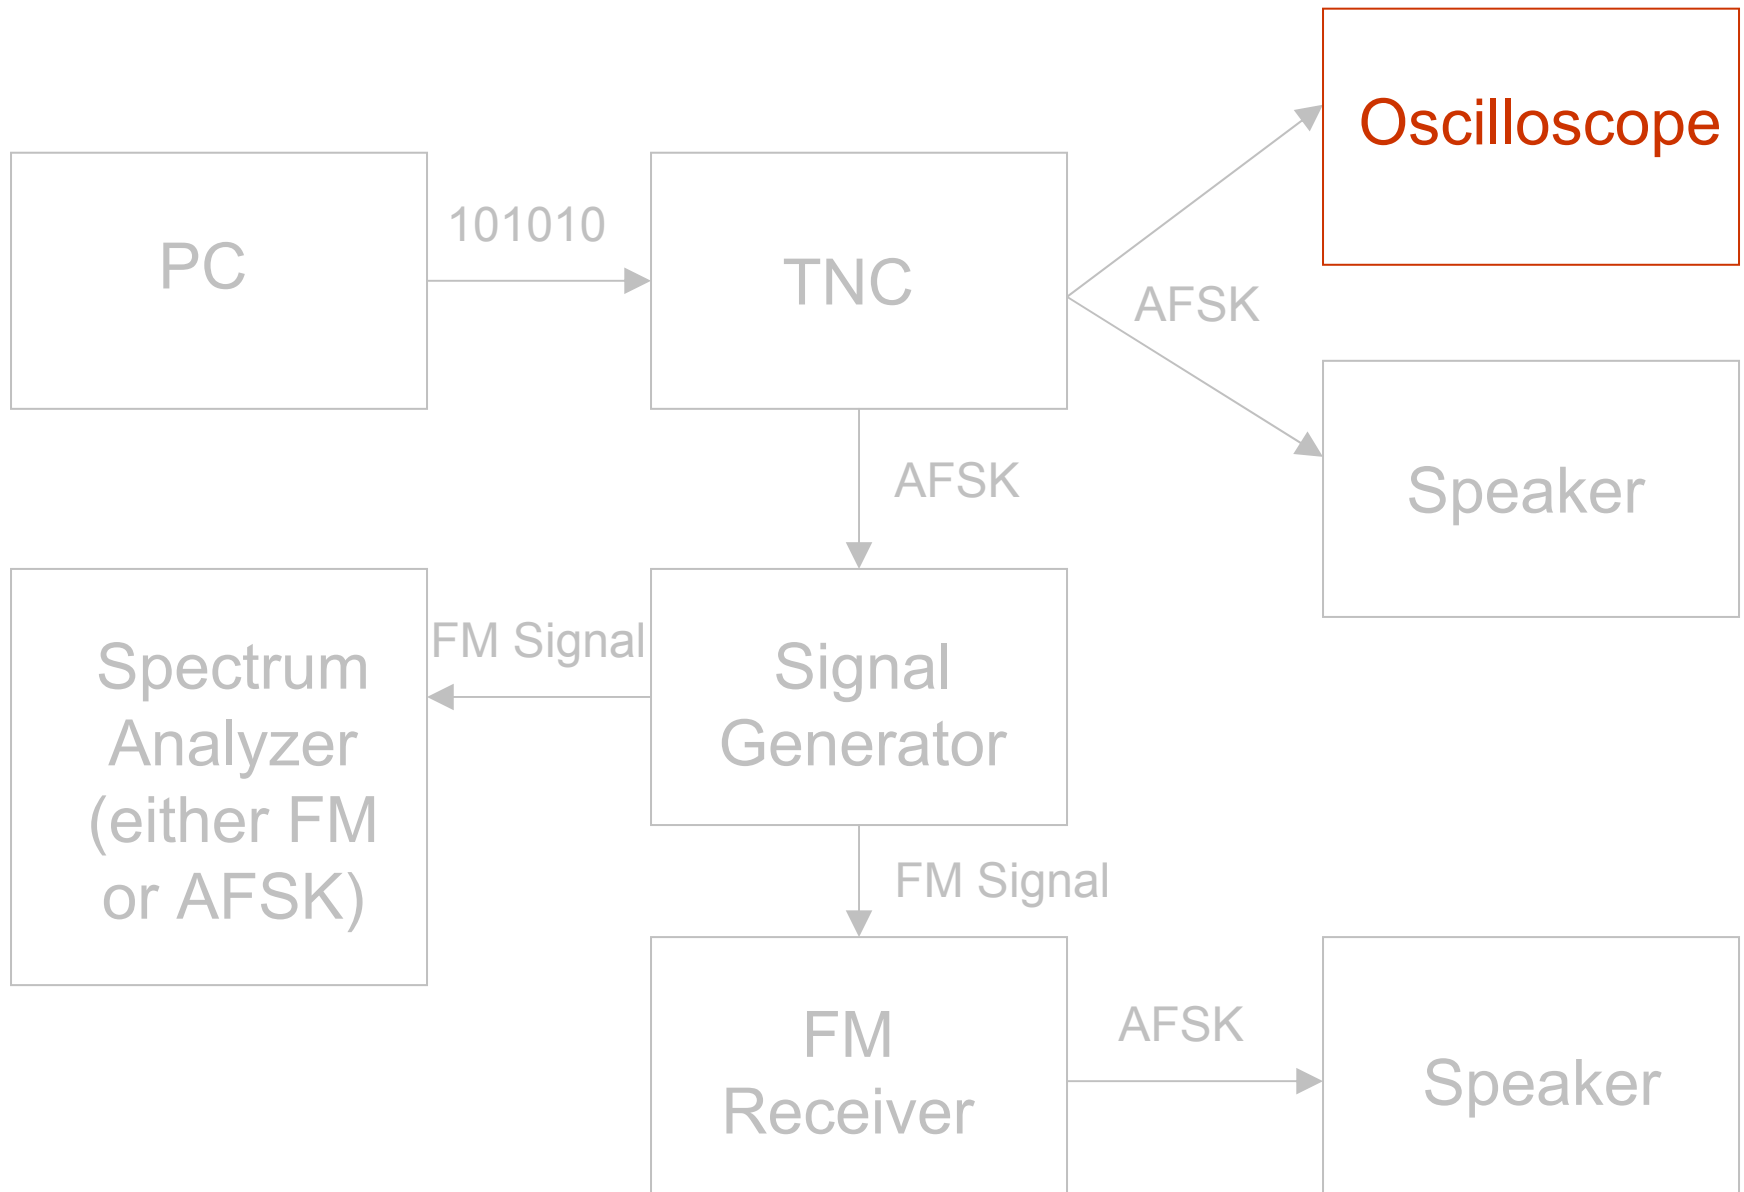 Oscilloscope
PC
101010
TNC
AFSK
Speaker
AFSK
Spectrum
Analyzer
(either FM
or AFSK)
FM Signal
Signal
Generator
FM Signal
FM
Receiver
AFSK
Speaker